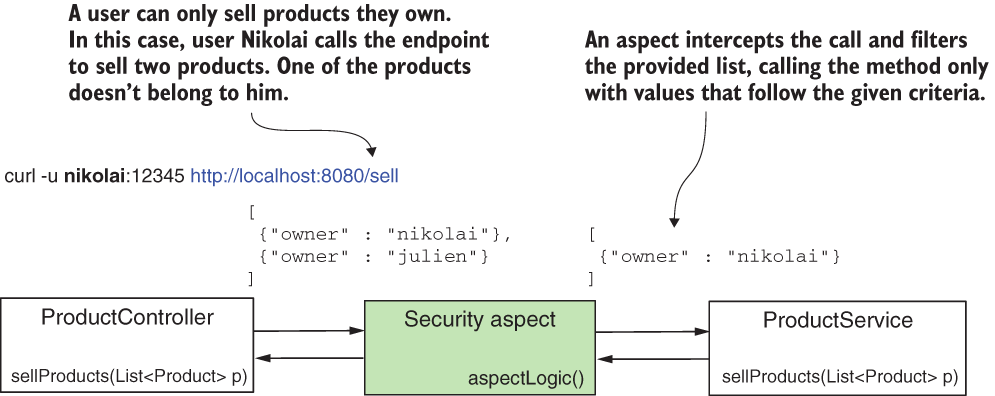 A user can only sell products they own.
In this case, user Nikolai calls the endpoint
to sell two products. One of the products
doesn't belong to him.
An aspect intercepts the call and filters
the provided list, calling the method only
with values that follow the given criteria.
curl -u nikolai:12345 http://localhost:8080/sell
[
{"owner" : "nikolai"},
{"owner" : "julien"}
]
[
{"owner" : "nikolai"}
]
ProductController
sellProducts(List<Product> p)
Security aspect
aspectLogic()
ProductService
sellProducts(List<Product> p)